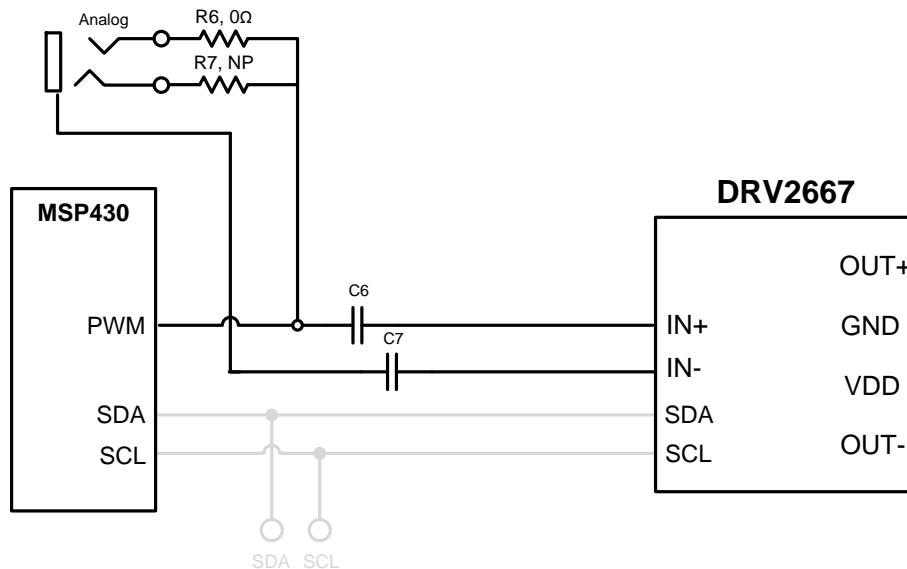 Analog
R6, 0Ω
R7, NP
MSP430
DRV2667
OUT+
C6
PWM
IN+
GND
C7
IN-
VDD
SDA
SDA
SCL
SCL
OUT-
SDA
SCL